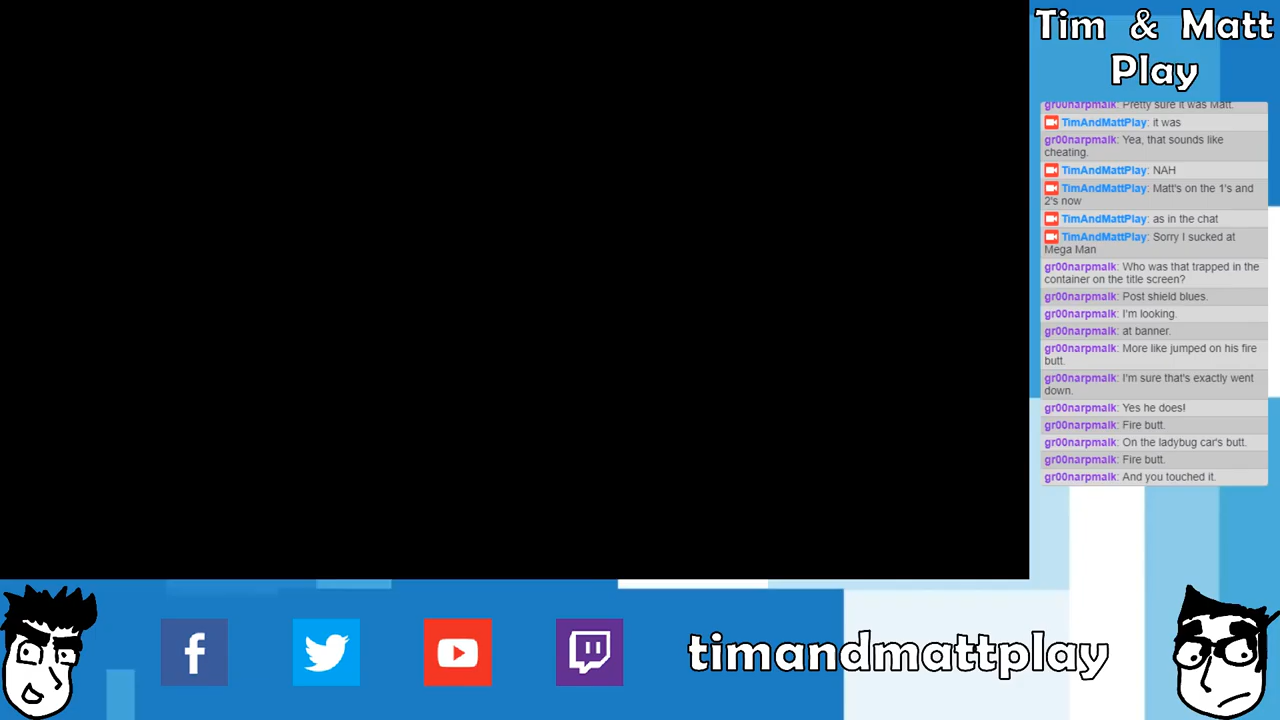 Tim & Matt
Play
gr00narpmalk: Pretty sure it was Matt.
TimAndMattPlay: it was
gr00narpmalk: Yea, that sounds like
cheating.
TimAndMattPlay: NAH
TimAndMattPlay: Matt's on the 1's and
2's now
TimAndMattPlay: as in the chat
TimAndMattPlay: Sorry I sucked at
Mega Man
gr00narpmalk: Who was that trapped in the
container on the title screen?
gr00narpmalk: Post shield blues.
gr00narpmalk: I'm looking.
gr00narpmalk: at banner.
gr00narpmalk: More like jumped on his fire
butt.
gr00narpmalk: I'm sure that's exactly went
down.
gr00narpmalk: Yes he does!
gr00narpmalk: Fire butt.
gr00narpmalk: On the ladybug car's butt.
gr00narpmalk: Fire butt.
gr00narpmalk: And you touched it.
timandmattplay